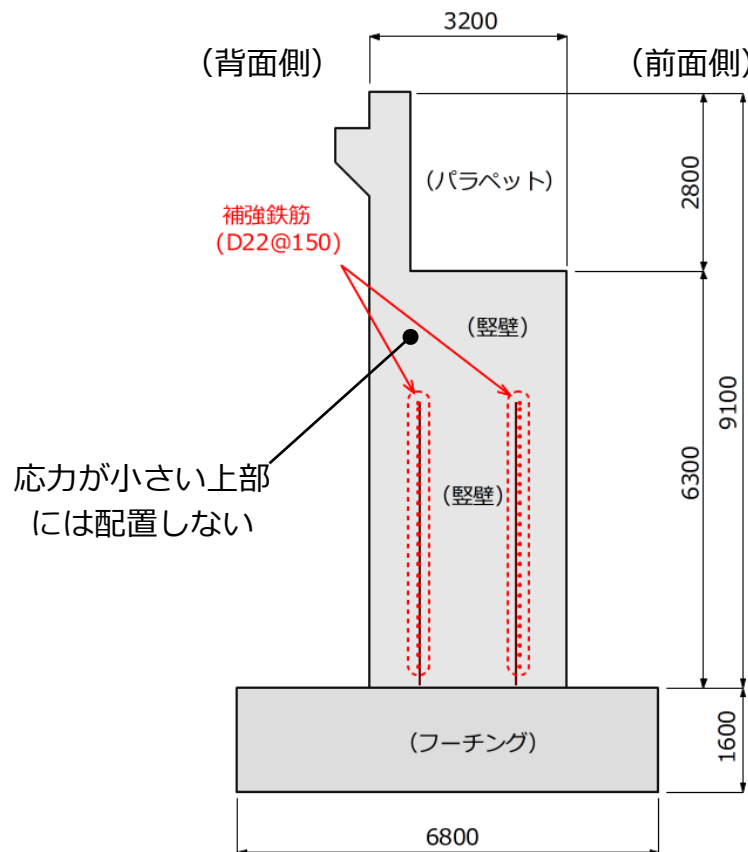 3200
（背面側）
（前面側）
（パラペット）
2800
補強鉄筋
（D22@150）
（竪壁）
9100
6300
応力が小さい上部
には配置しない
（竪壁）
（フーチング）
1600
6800